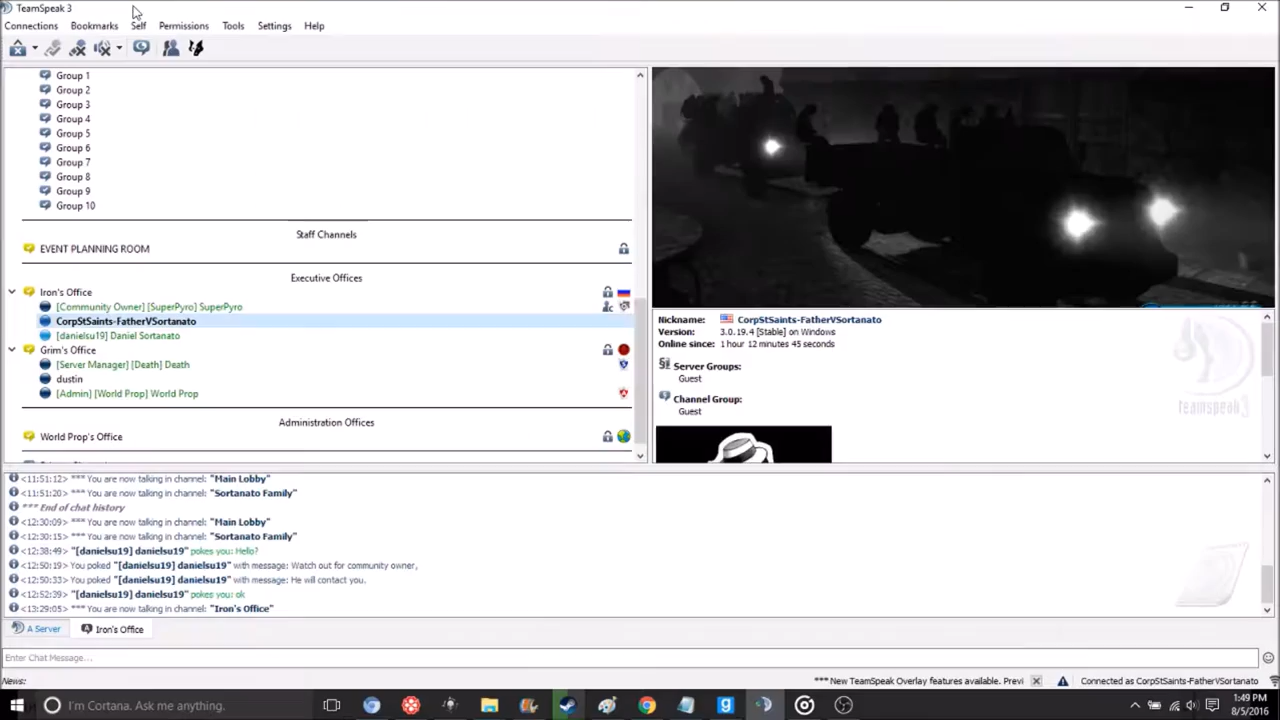 TeamSpeak 3
Connections Bookmarks Self Permissions Tools Settings Help
Group 1
Group 2
Group 3
Group 4
Group 5
Group 6
Group 7
Group 8
Group 9
Group 10
Staff Channels
EVENT PLANNING ROOM
Executive Offices
Iron's Office
[Community Owner] [SuperPyro] SuperPyro
CorpStSaints-FatherVSortanato
[danielsu19] Daniel Sortanato
Grim's Office
[Server Manager] [Death] Death
dustin
[Admin] [World Prop] World Prop
Administration Offices
World Prop's Office
Nickname: CorpStSaints-FatherVSortanato
Version: 3.0.19.4 [Stable] on Windows
Online since: 1 hour 12 minutes 45 seconds
Server Groups:
Guest
Channel Group:
Guest
teamspeak3
<11:51:12> *** You are now talking in channel: "Main Lobby"
<11:51:20> *** You are now talking in channel: "Sortanato Family"
*** End of chat history
<12:30:09> *** You are now talking in channel: "Main Lobby"
<12:30:15> *** You are now talking in channel: "Sortanato Family"
<12:38:49> "[danielsu19] danielsu19" pokes you: Hello?
<12:50:19> You poked "[danielsu19] danielsu19" with message: Watch out for community owner,
<12:50:33> You poked "[danielsu19] danielsu19" with message: He will contact you.
<12:52:39> "[danielsu19] danielsu19" pokes you: ok
<13:29:05> *** You are now talking in channel: "Iron's Office"
A Server Iron's Office
Enter Chat Message...
News: *** New TeamSpeak Overlay features available. Previ Connected as CorpStSaints-FatherVSortanato
I'm Cortana. Ask me anything.
1:49 PM
8/5/2016